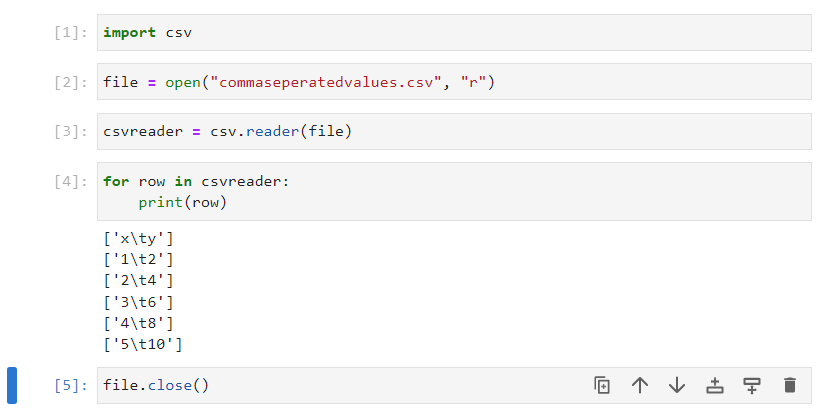 [1]: import csv
[2]: file = open("commaseperatedvalues.csv", "r")
[3]: csvreader = csv.reader(file)
[4]: for row in csvreader:
    print(row)
['x\ty']
['1\t2']
['2\t4']
['3\t6']
['4\t8']
['5\t10']
[5]: file.close()